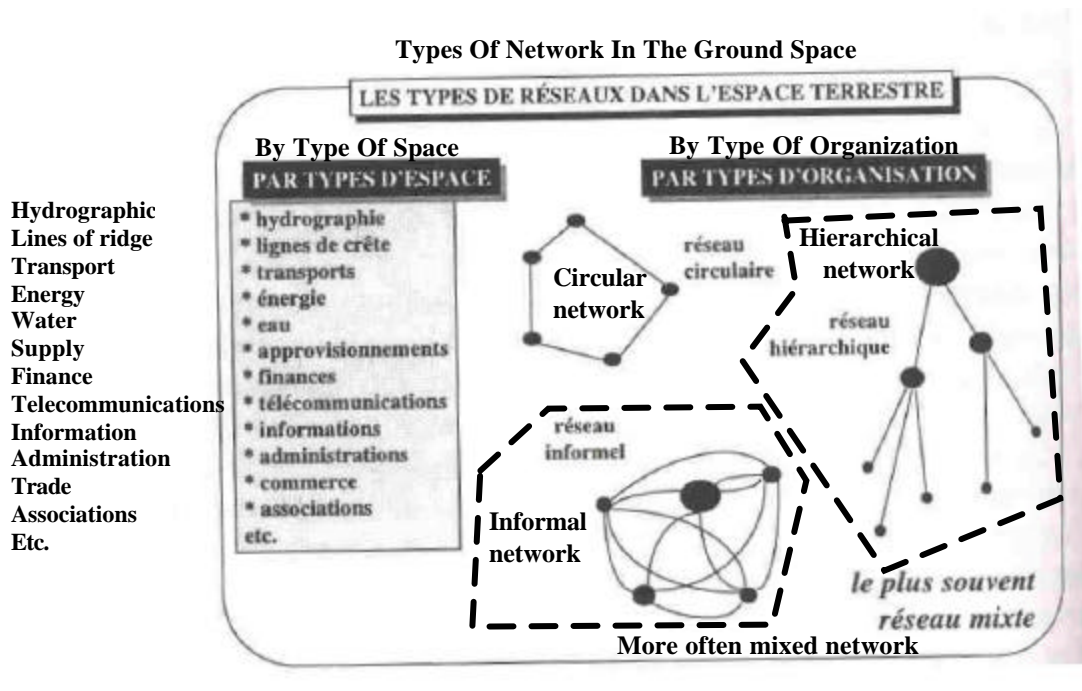 Types Of Network In The Ground Space
LES TYPES DE RÉSEAUX DANS L'ESPACE TERRESTRE
By Type Of Space
PAR TYPES D'ESPACE
Hydrographic
Lines of ridge
Transport
Energy
Water
Supply
Finance
Telecommunications
Information
Administration
Trade
Associations
Etc.
* hydrographie
* lignes de crête
* transports
* énergie
* eau
* approvisionnements
* finances
* télécommunications
* informations
* administrations
* commerce
* associations
etc.
By Type Of Organization
PAR TYPES D'ORGANISATION
réseau
circulaire
Circular
network
Hierarchical
network
réseau
hiérarchique
réseau
informel
Informal
network
le plus souvent
réseau mixte
More often mixed network